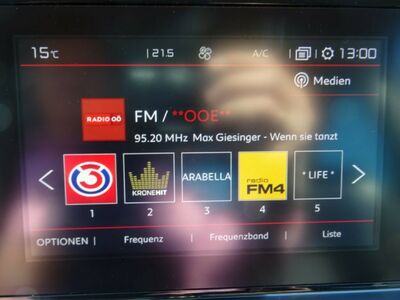 15°C | 21.5 A/C | 13:00
Medien
RADIO OÖ
FM / **OOE**
95.20 MHz Max Giesinger - Wenn sie tanzt
< 3 KRONEHIT ARABELLA radio FM4 * LIFE * >
1 2 3 4 5
OPTIONEN | Frequenz | Frequenzband | Liste